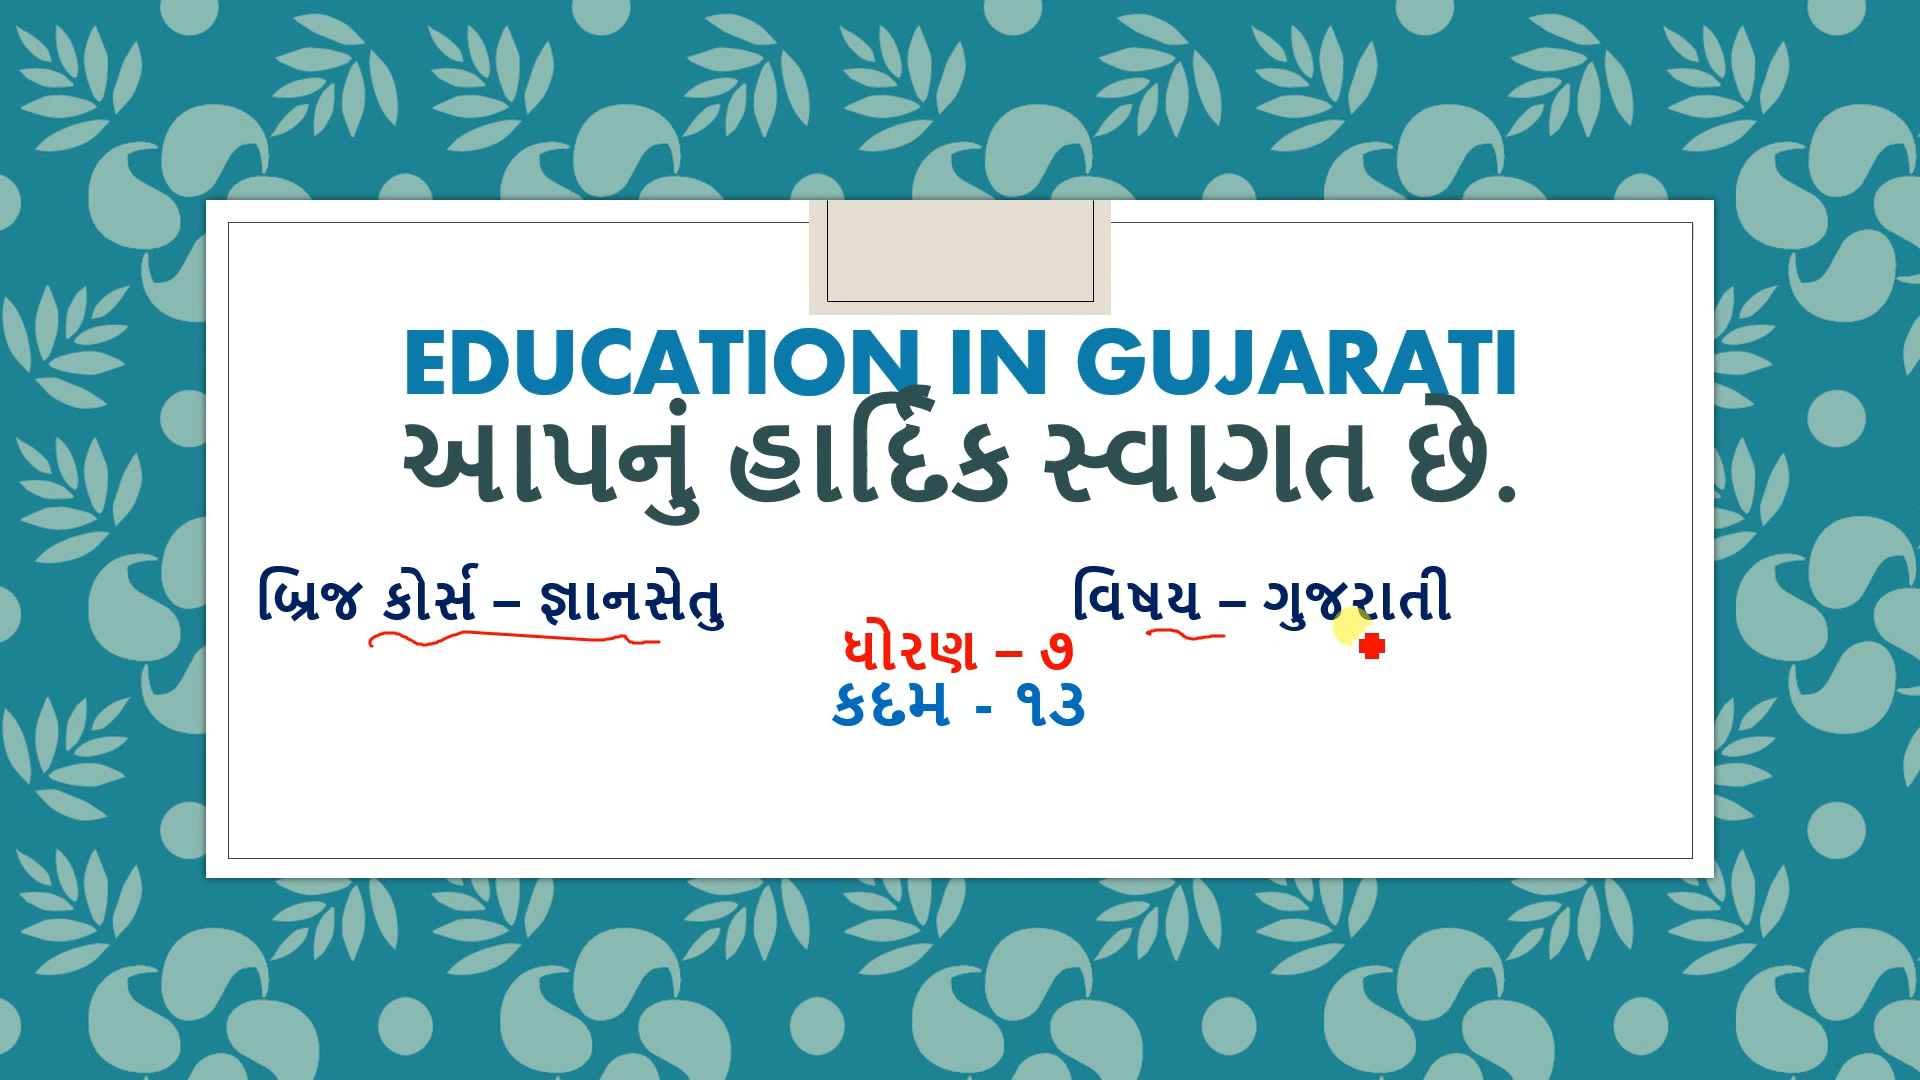 EDUCATION IN GUJARATI
આપનું હાર્દિક સ્વાગત છે.
બ્રિજ કોર્સ – જ્ઞાનસેતુ વિષય – ગુજરાતી
ધોરણ – ૭
કદમ - ૧૩